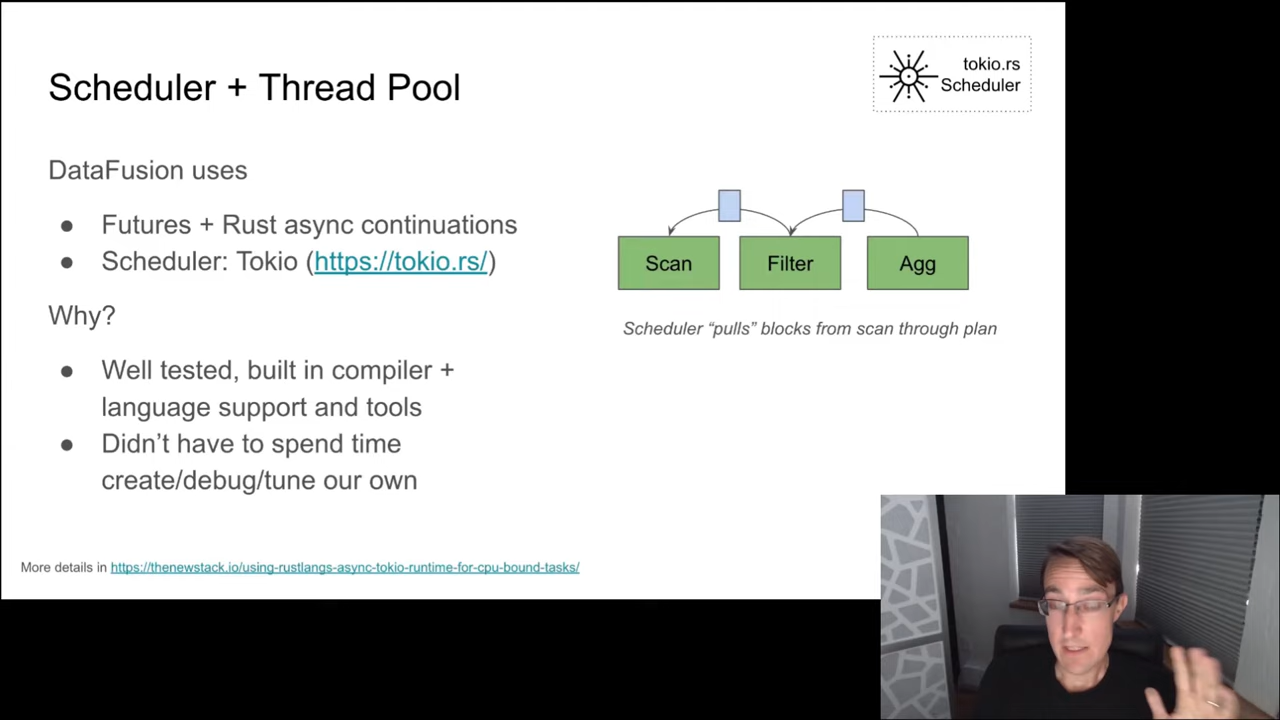 Scheduler + Thread Pool
tokio.rs
Scheduler
DataFusion uses
● Futures + Rust async continuations
● Scheduler: Tokio (https://tokio.rs/)
Why?
● Well tested, built in compiler +
language support and tools
● Didn't have to spend time
create/debug/tune our own
Scan
Filter
Agg
Scheduler “pulls” blocks from scan through plan
More details in https://thenewstack.io/using-rustlangs-async-tokio-runtime-for-cpu-bound-tasks/